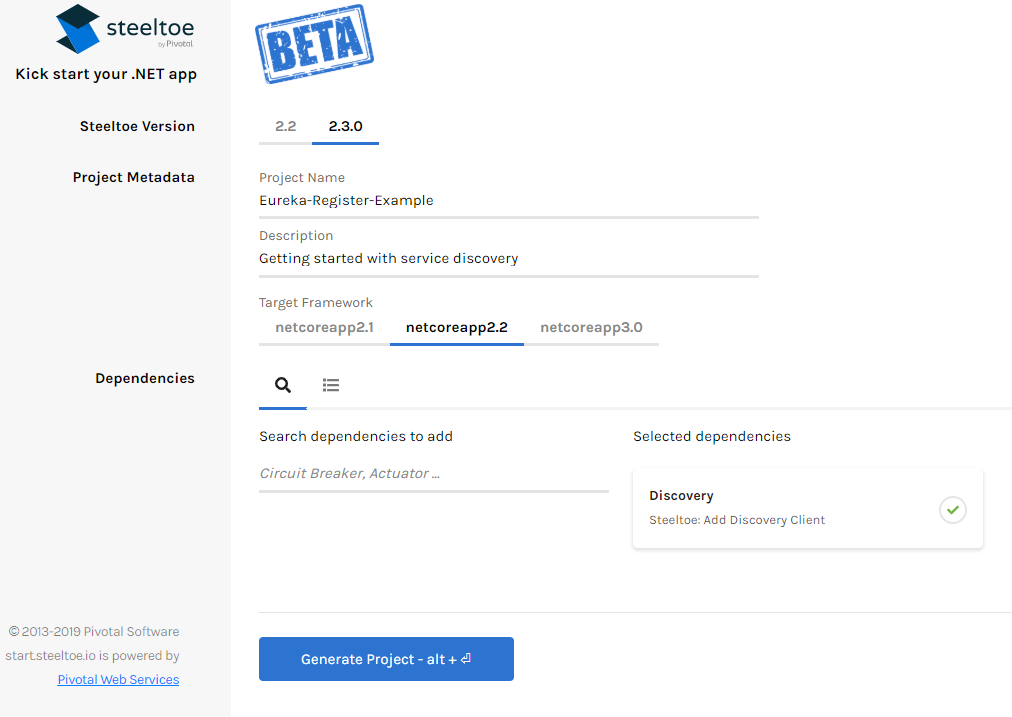 steeltoe
by Pivotal.
Kick start your .NET app
BETA
Steeltoe Version
2.2 2.3.0
Project Metadata
Project Name
Eureka-Register-Example
Description
Getting started with service discovery
Target Framework
netcoreapp2.1 netcoreapp2.2 netcoreapp3.0
Dependencies
Search dependencies to add
Circuit Breaker, Actuator ...
Selected dependencies
Discovery
Steeltoe: Add Discovery Client
Generate Project - alt + ⏎
© 2013-2019 Pivotal Software
start.steeltoe.io is powered by
Pivotal Web Services